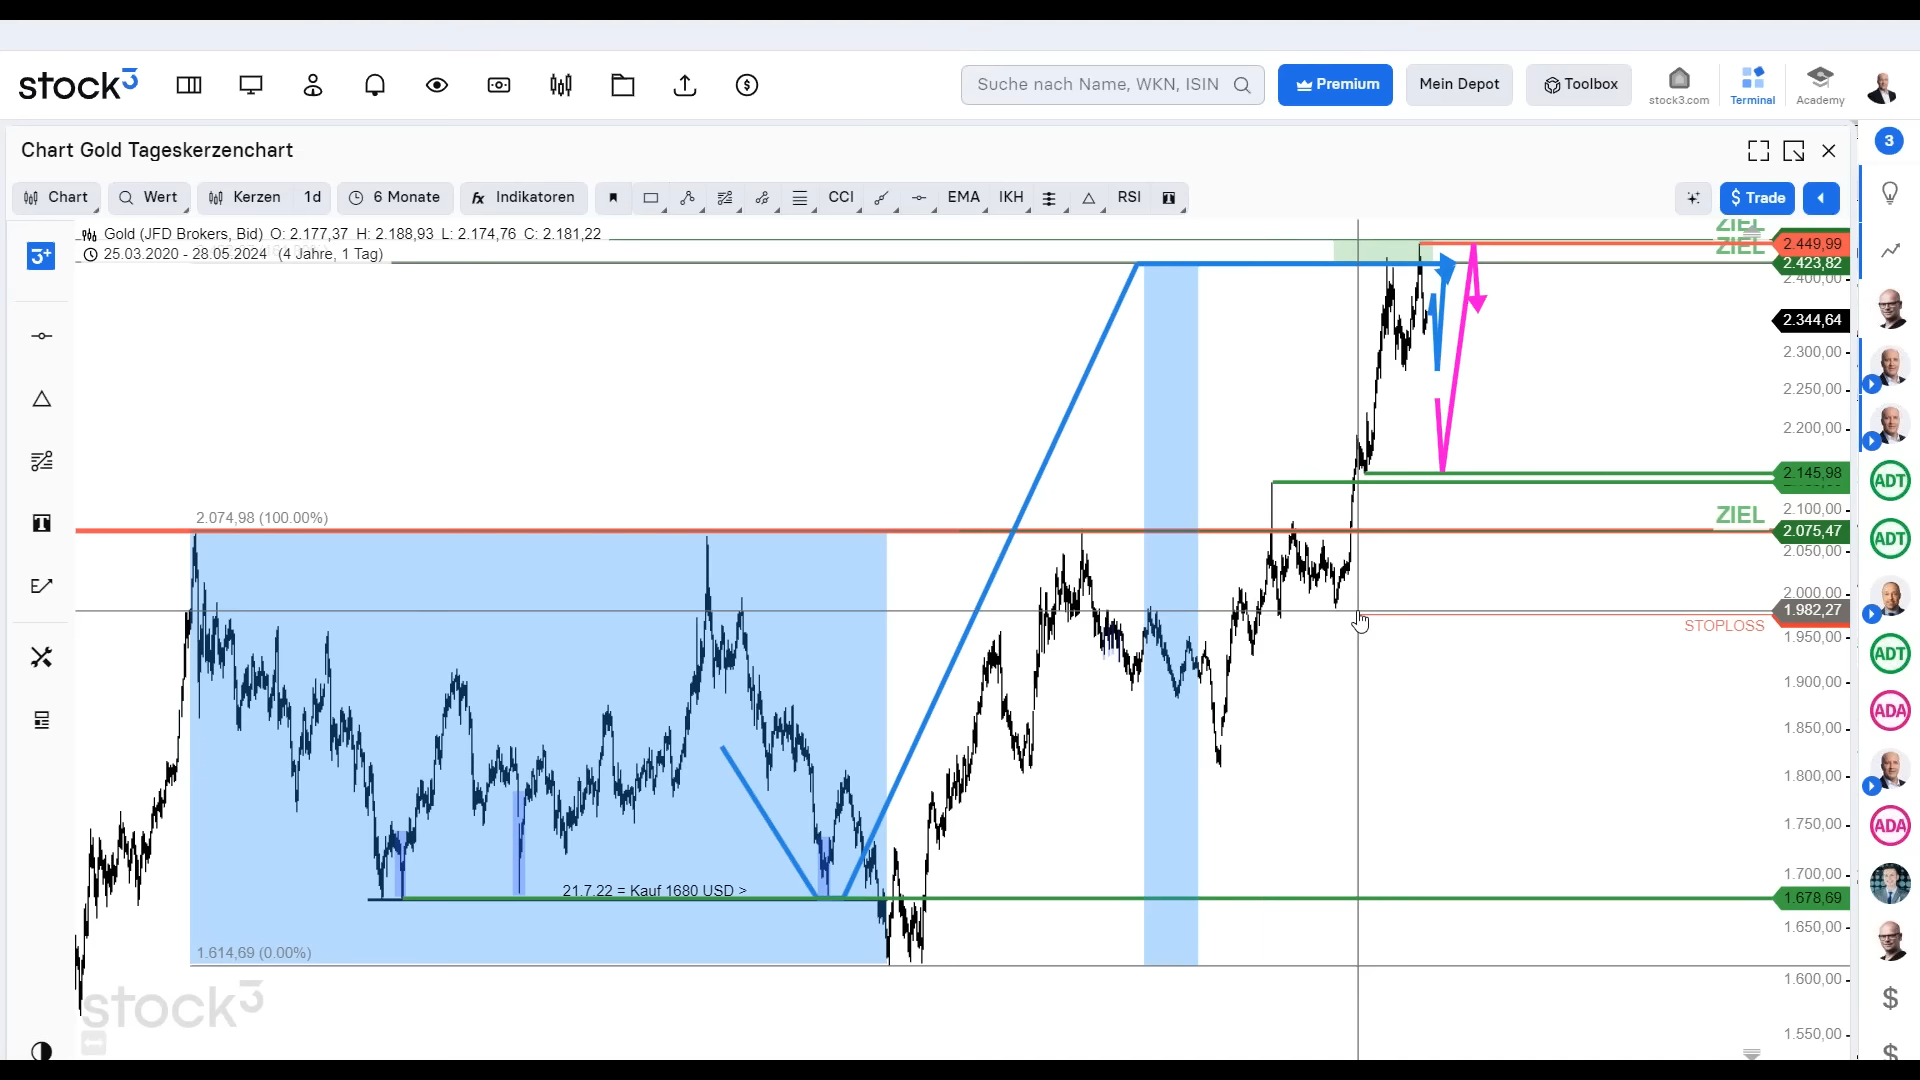 stock3
Suche nach Name, WKN, ISIN
Premium
Mein Depot
Toolbox
stock3.com
Terminal
Academy
Chart Gold Tageskerzenchart
3
Chart
Wert
Kerzen
1d
6 Monate
fx Indikatoren
CCI
EMA
IKH
RSI
T
$ Trade
3+
Gold (JFD Brokers, Bid) O: 2.177,37 H: 2.188,93 L: 2.174,76 C: 2.181,22
25.03.2020 - 28.05.2024 (4 Jahre, 1 Tag)
ZIEL
ZIEL
2.449,99
2.423,82
2.400,00
2.344,64
2.300,00
2.250,00
2.200,00
2.145,98
2.100,00
ZIEL
2.074,98 (100.00%)
2.075,47
2.050,00
2.000,00
1.982,27
STOPLOSS
1.950,00
1.900,00
1.850,00
1.800,00
1.750,00
1.700,00
21.7.22 = Kauf 1680 USD >
1.678,69
1.650,00
1.614,69 (0.00%)
1.600,00
1.550,00
stock3
T
ADT
ADT
ADT
ADA
ADA
$
$